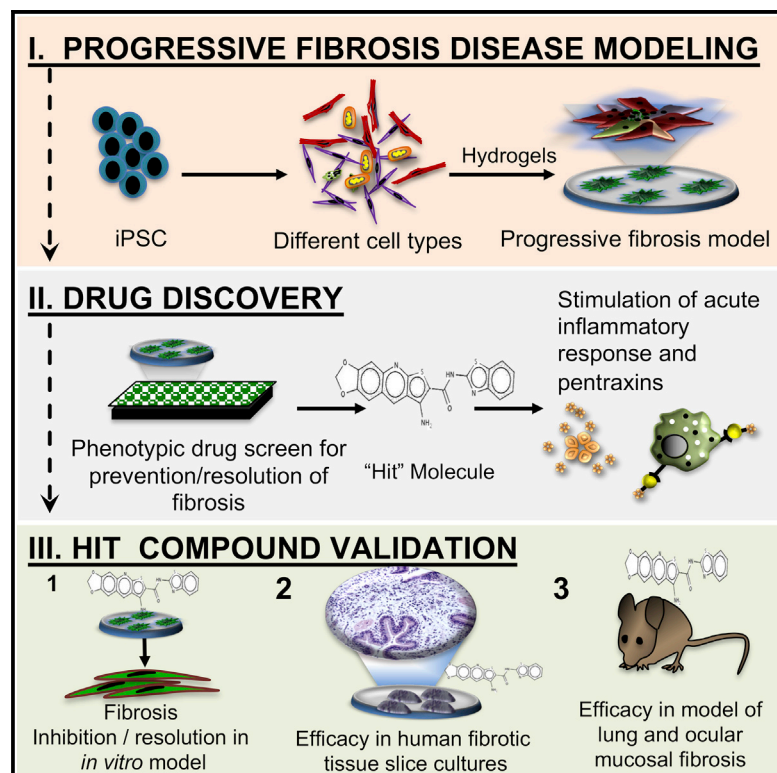 I. PROGRESSIVE FIBROSIS DISEASE MODELING
iPSC
Different cell types
Hydrogels
Progressive fibrosis model
II. DRUG DISCOVERY
Phenotypic drug screen for
prevention/resolution of
fibrosis
S
O
O
N
S
HN
S
N
O
NH
“Hit” Molecule
Stimulation of acute
inflammatory
response and
pentraxins
III. HIT COMPOUND VALIDATION
1
Fibrosis
Inhibition / resolution in
in vitro model
2
Efficacy in human fibrotic
tissue slice cultures
3
Efficacy in model of
lung and ocular
mucosal fibrosis